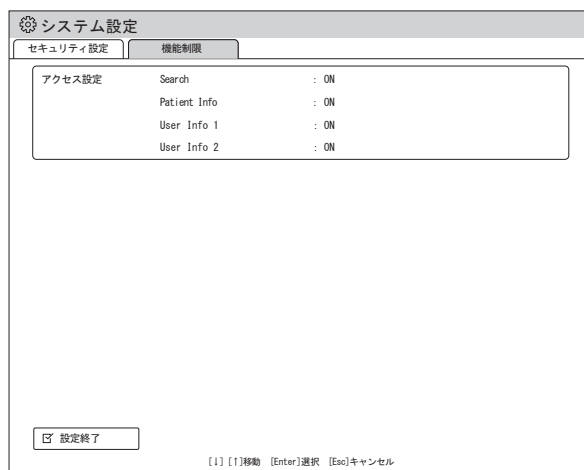 システム設定
セキュリティ設定 機能制限
アクセス設定 Search : ON
Patient Info : ON
User Info 1 : ON
User Info 2 : ON
設定終了
[↓] [↑]移動 [Enter]選択 [Esc]キャンセル